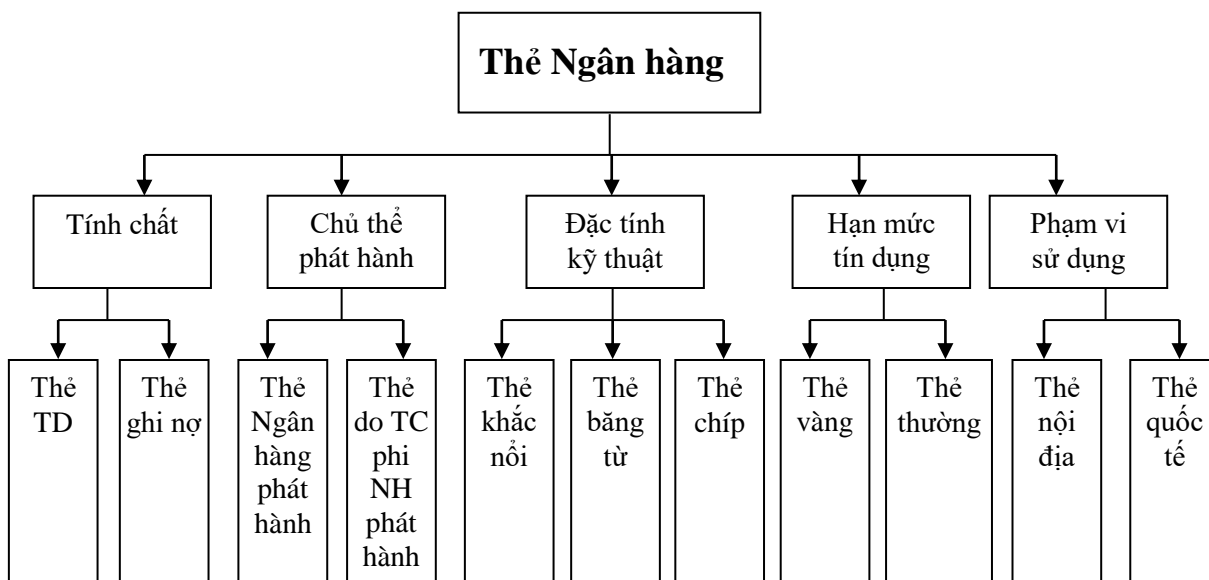 Thẻ Ngân hàng
Tính chất
Chủ thể
phát hành
Đặc tính
kỹ thuật
Hạn mức
tín dụng
Phạm vi
sử dụng
Thẻ
TD
Thẻ
ghi nợ
Thẻ
Ngân
hàng
phát
hành
Thẻ
do TC
phi
NH
phát
hành
Thẻ
khắc
nổi
Thẻ
băng
từ
Thẻ
chíp
Thẻ
vàng
Thẻ
thường
Thẻ
nội
địa
Thẻ
quốc
tế